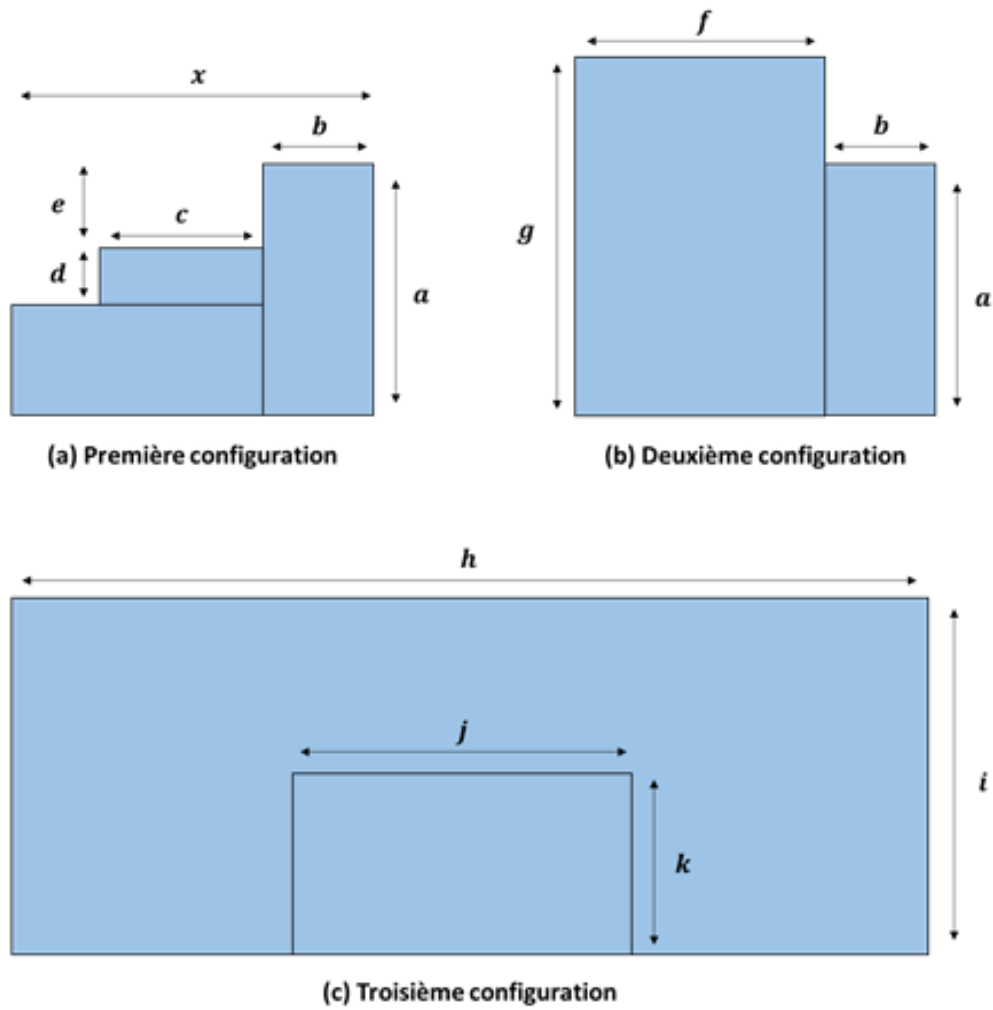 x
b
e
c
d
a
(a) Première configuration
f
b
g
a
(b) Deuxième configuration
h
j
i
k
(c) Troisième configuration